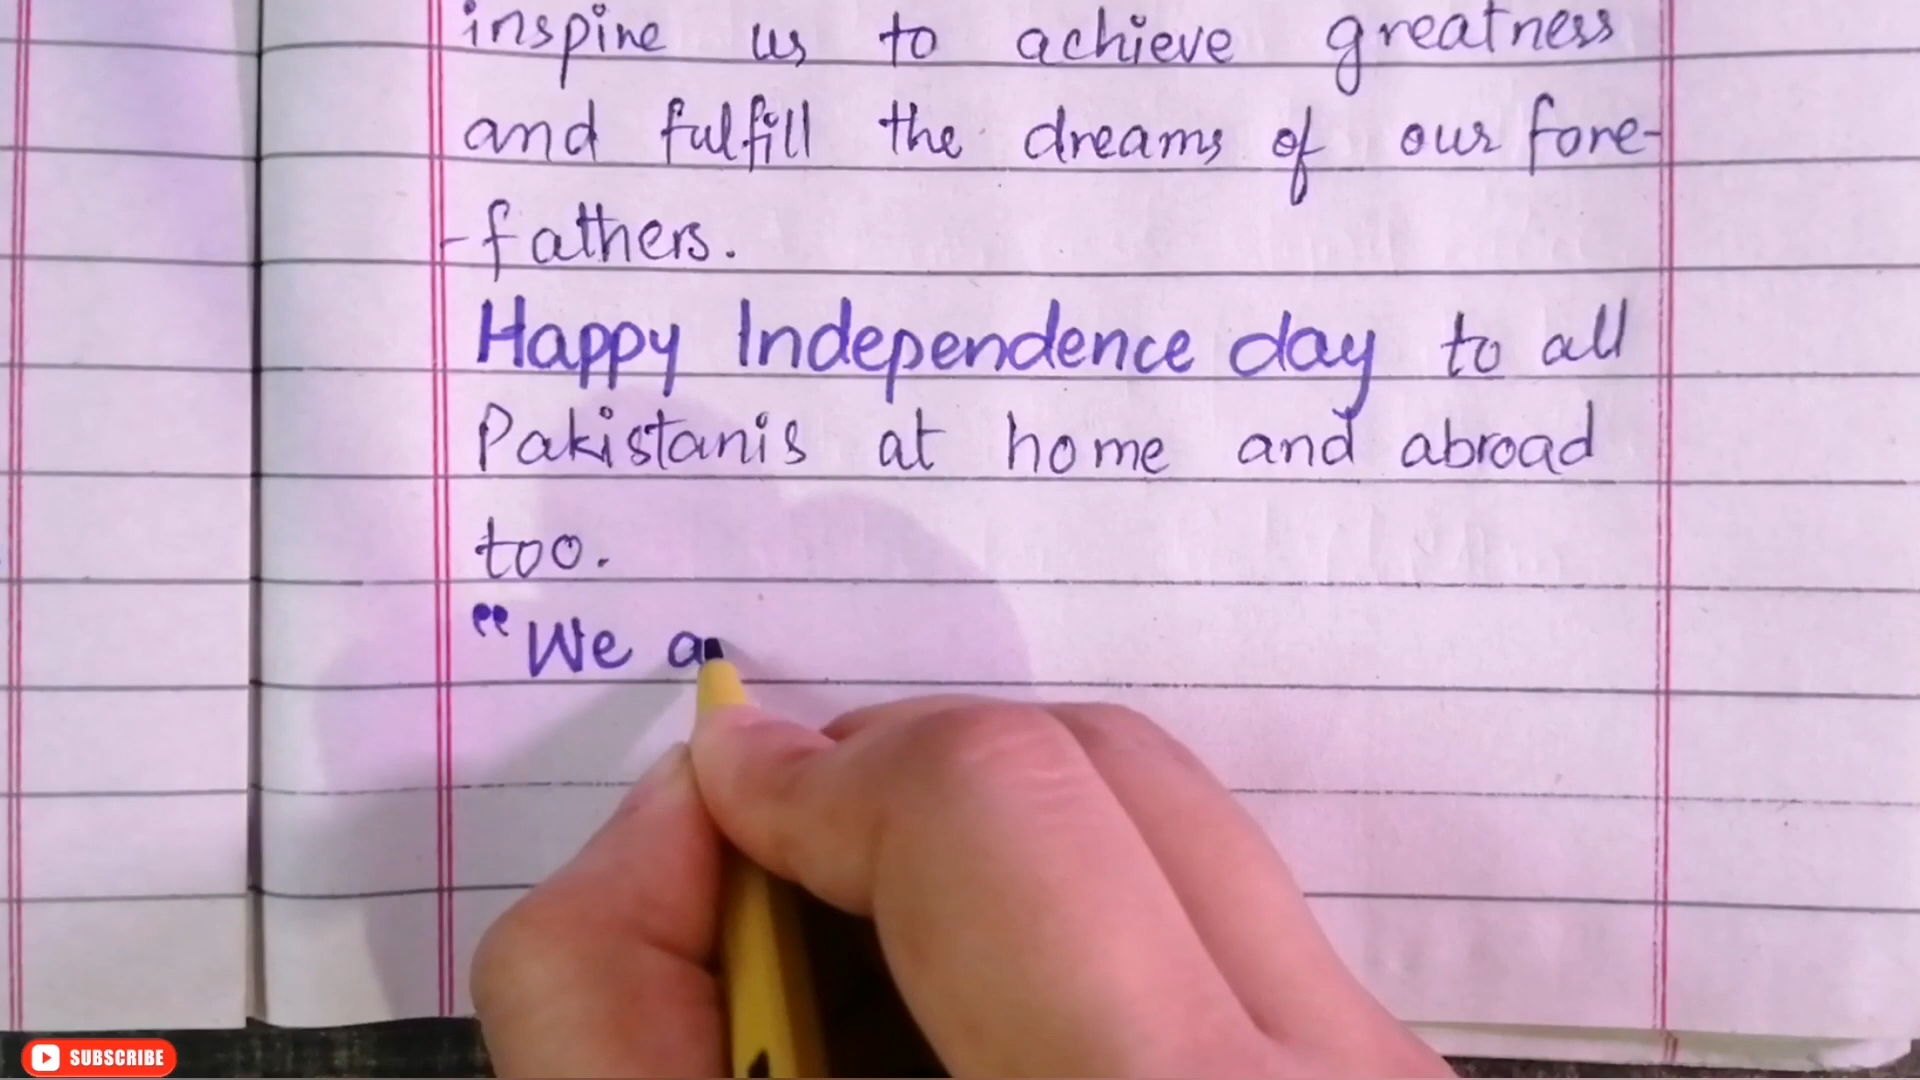 inspire us to achieve greatness
and fulfill the dreams of our fore-
-fathers.
Happy Independence day to all
Pakistanis at home and abroad
too.
"We a
SUBSCRIBE